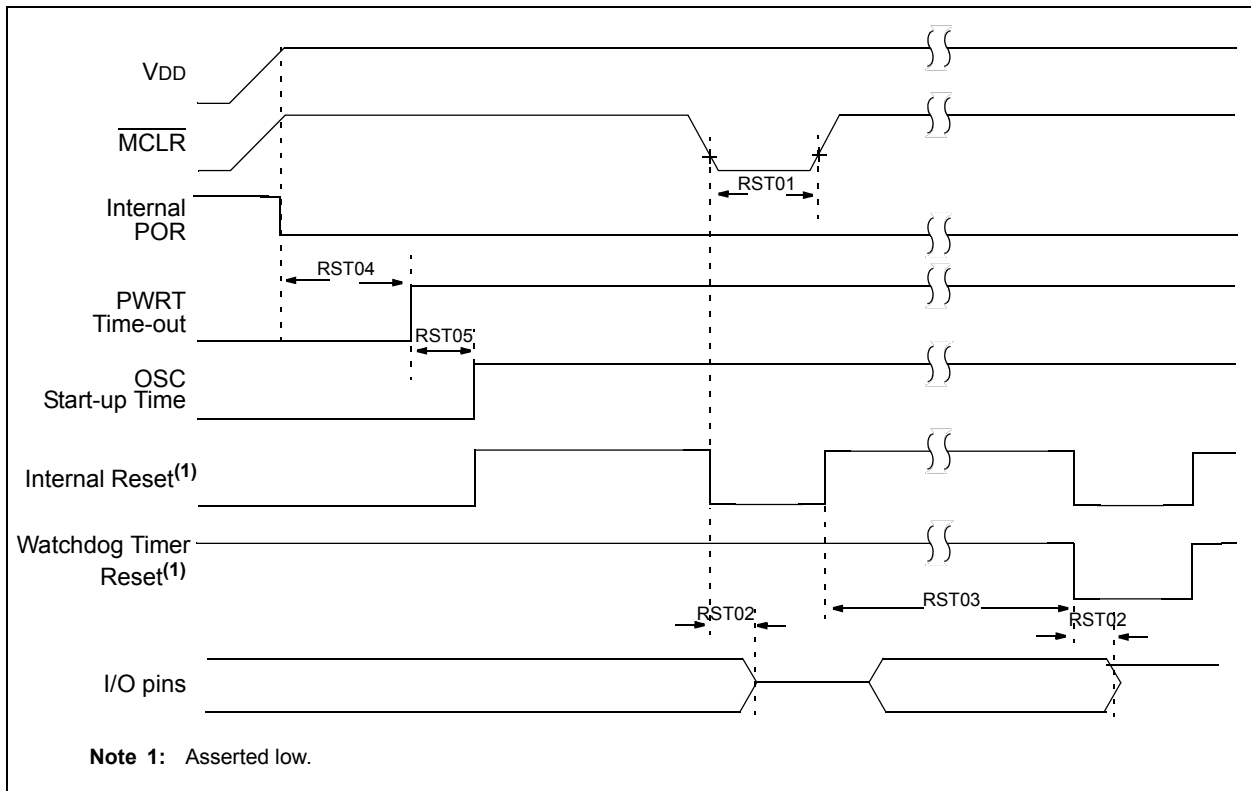 VDD
MCLR
RST01
Internal
POR
RST04
PWRT
Time-out
RST05
OSC
Start-up Time
Internal Reset(1)
Watchdog Timer
Reset(1)
RST03
RST02
RST02
I/O pins
Note 1: Asserted low.